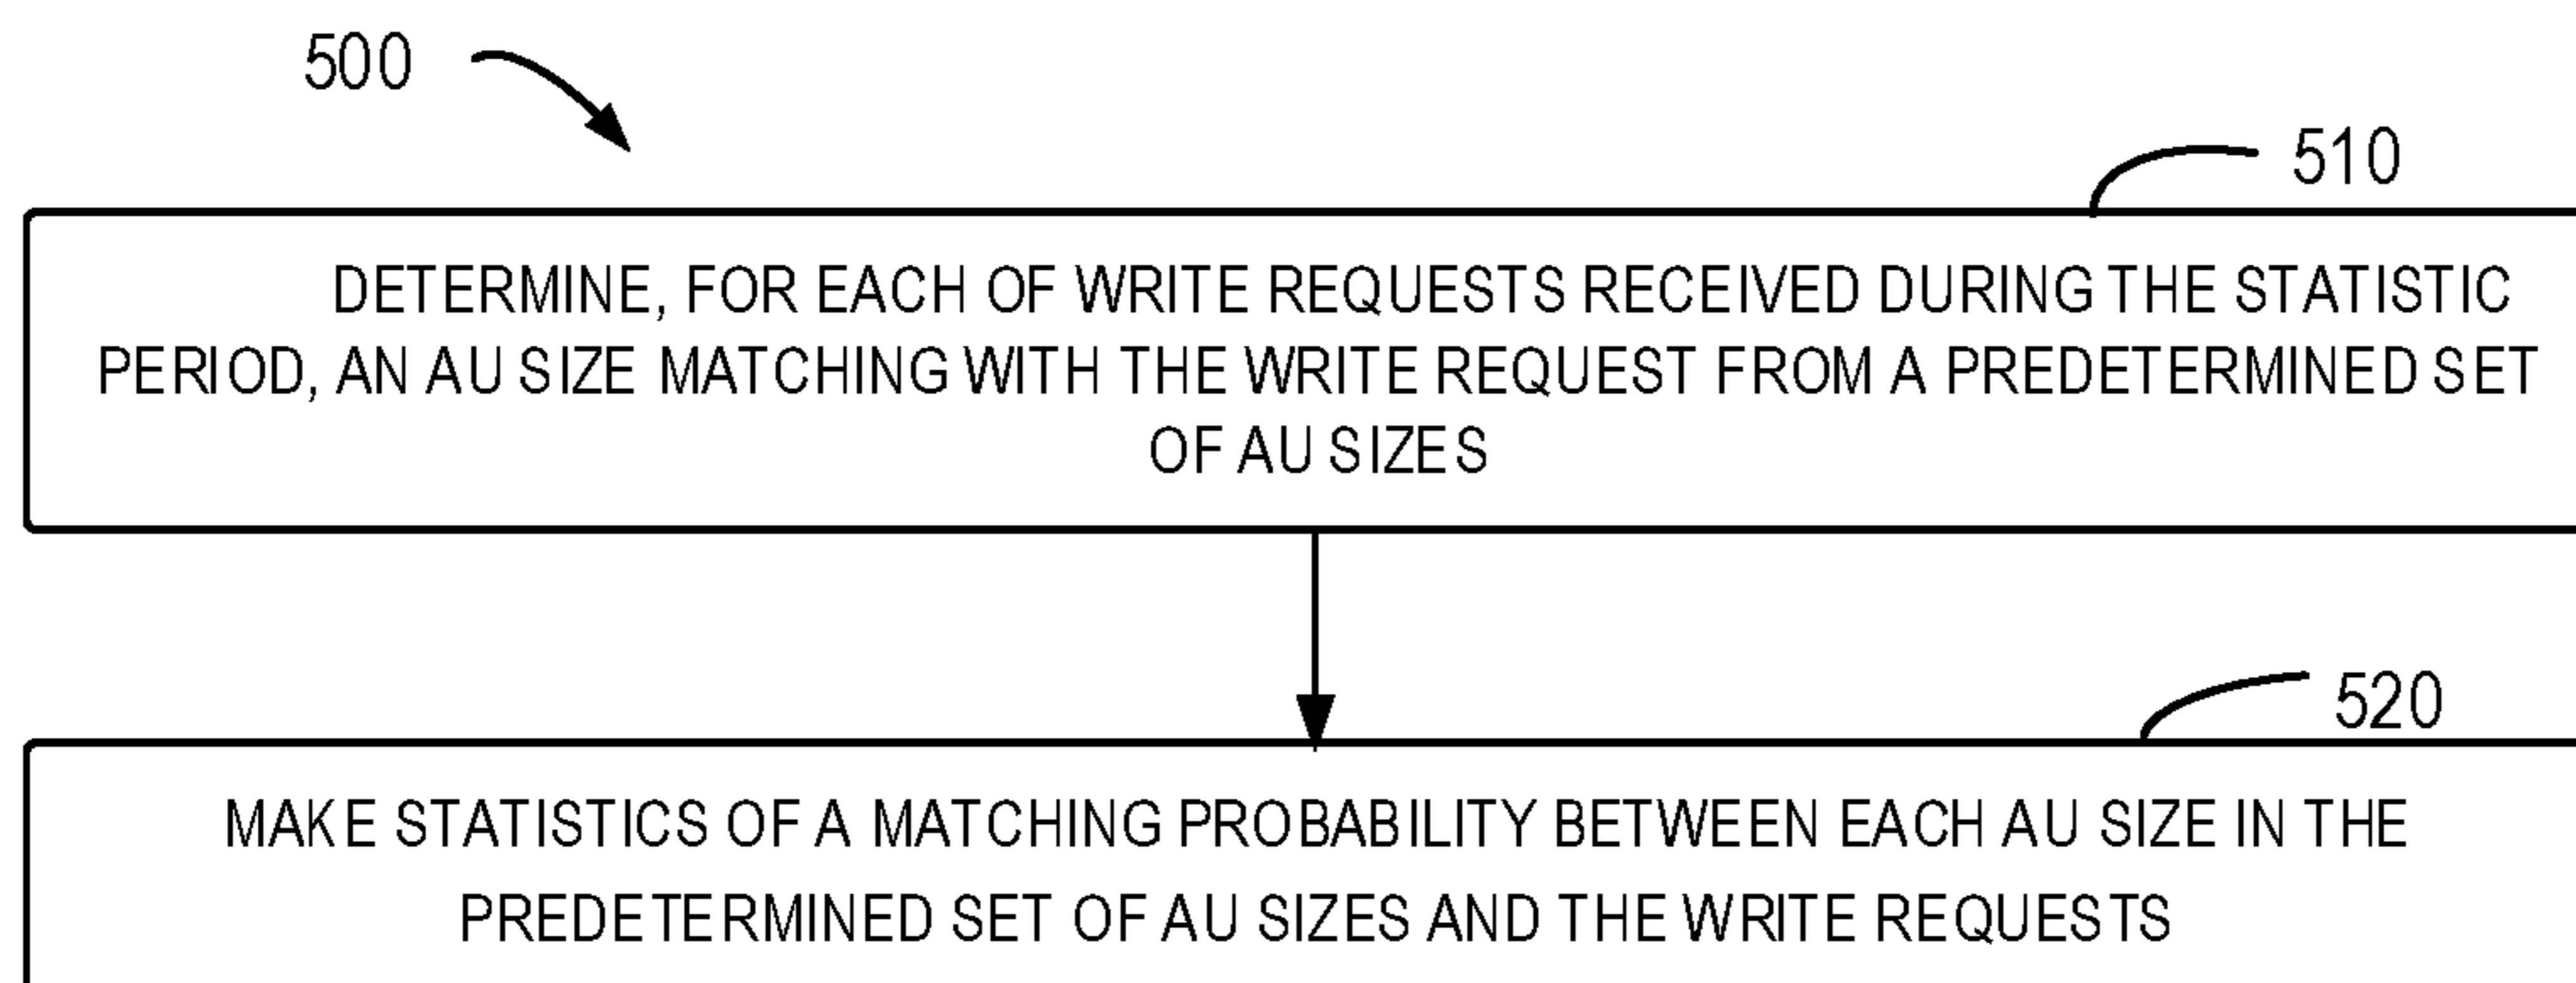 500
510
DETERMINE, FOR EACH OF WRITE REQUESTS RECEIVED DURING THE STATISTIC
PERIOD, AN AU SIZE MATCHING WITH THE WRITE REQUEST FROM A PREDETERMINED SET
OF AU SIZES
520
MAKE STATISTICS OF A MATCHING PROBABILITY BETWEEN EACH AU SIZE IN THE
PREDETERMINED SET OF AU SIZES AND THE WRITE REQUESTS